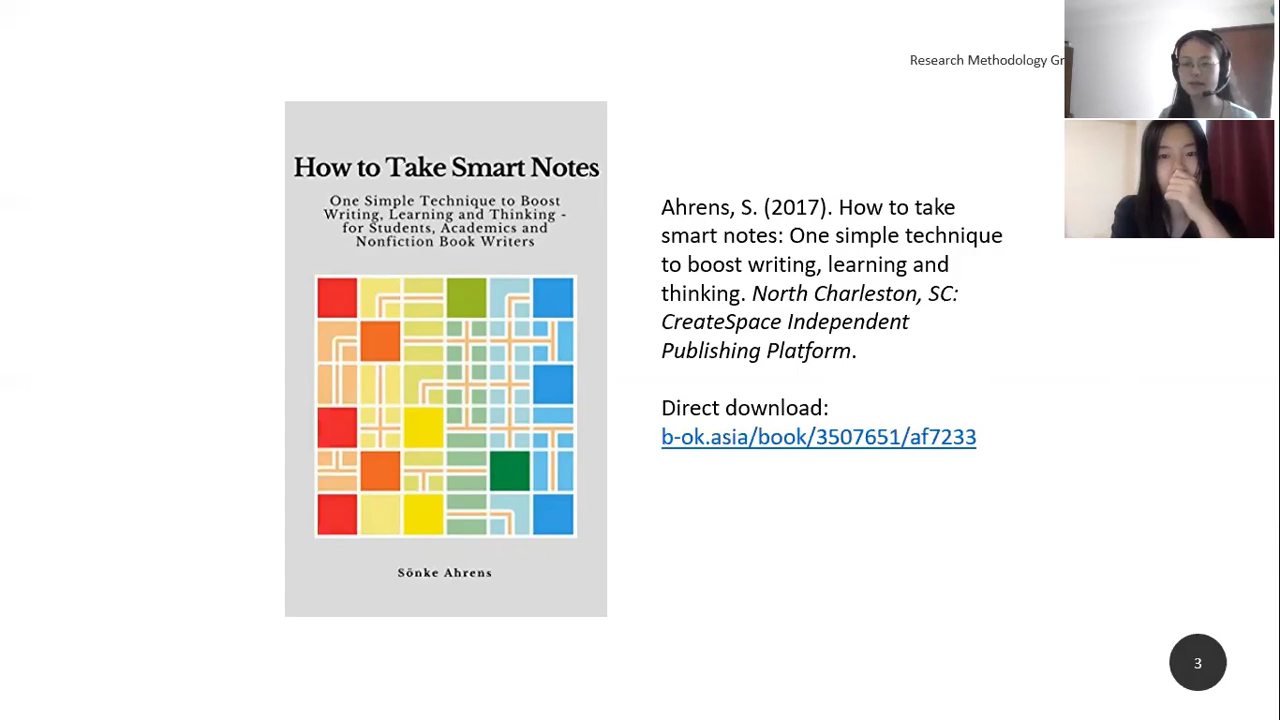 Research Methodology Gr
How to Take Smart Notes
One Simple Technique to Boost
Writing, Learning and Thinking -
for Students, Academics and
Nonfiction Book Writers
Sönke Ahrens
Ahrens, S. (2017). How to take
smart notes: One simple technique
to boost writing, learning and
thinking. North Charleston, SC:
CreateSpace Independent
Publishing Platform.
Direct download:
b-ok.asia/book/3507651/af7233
3